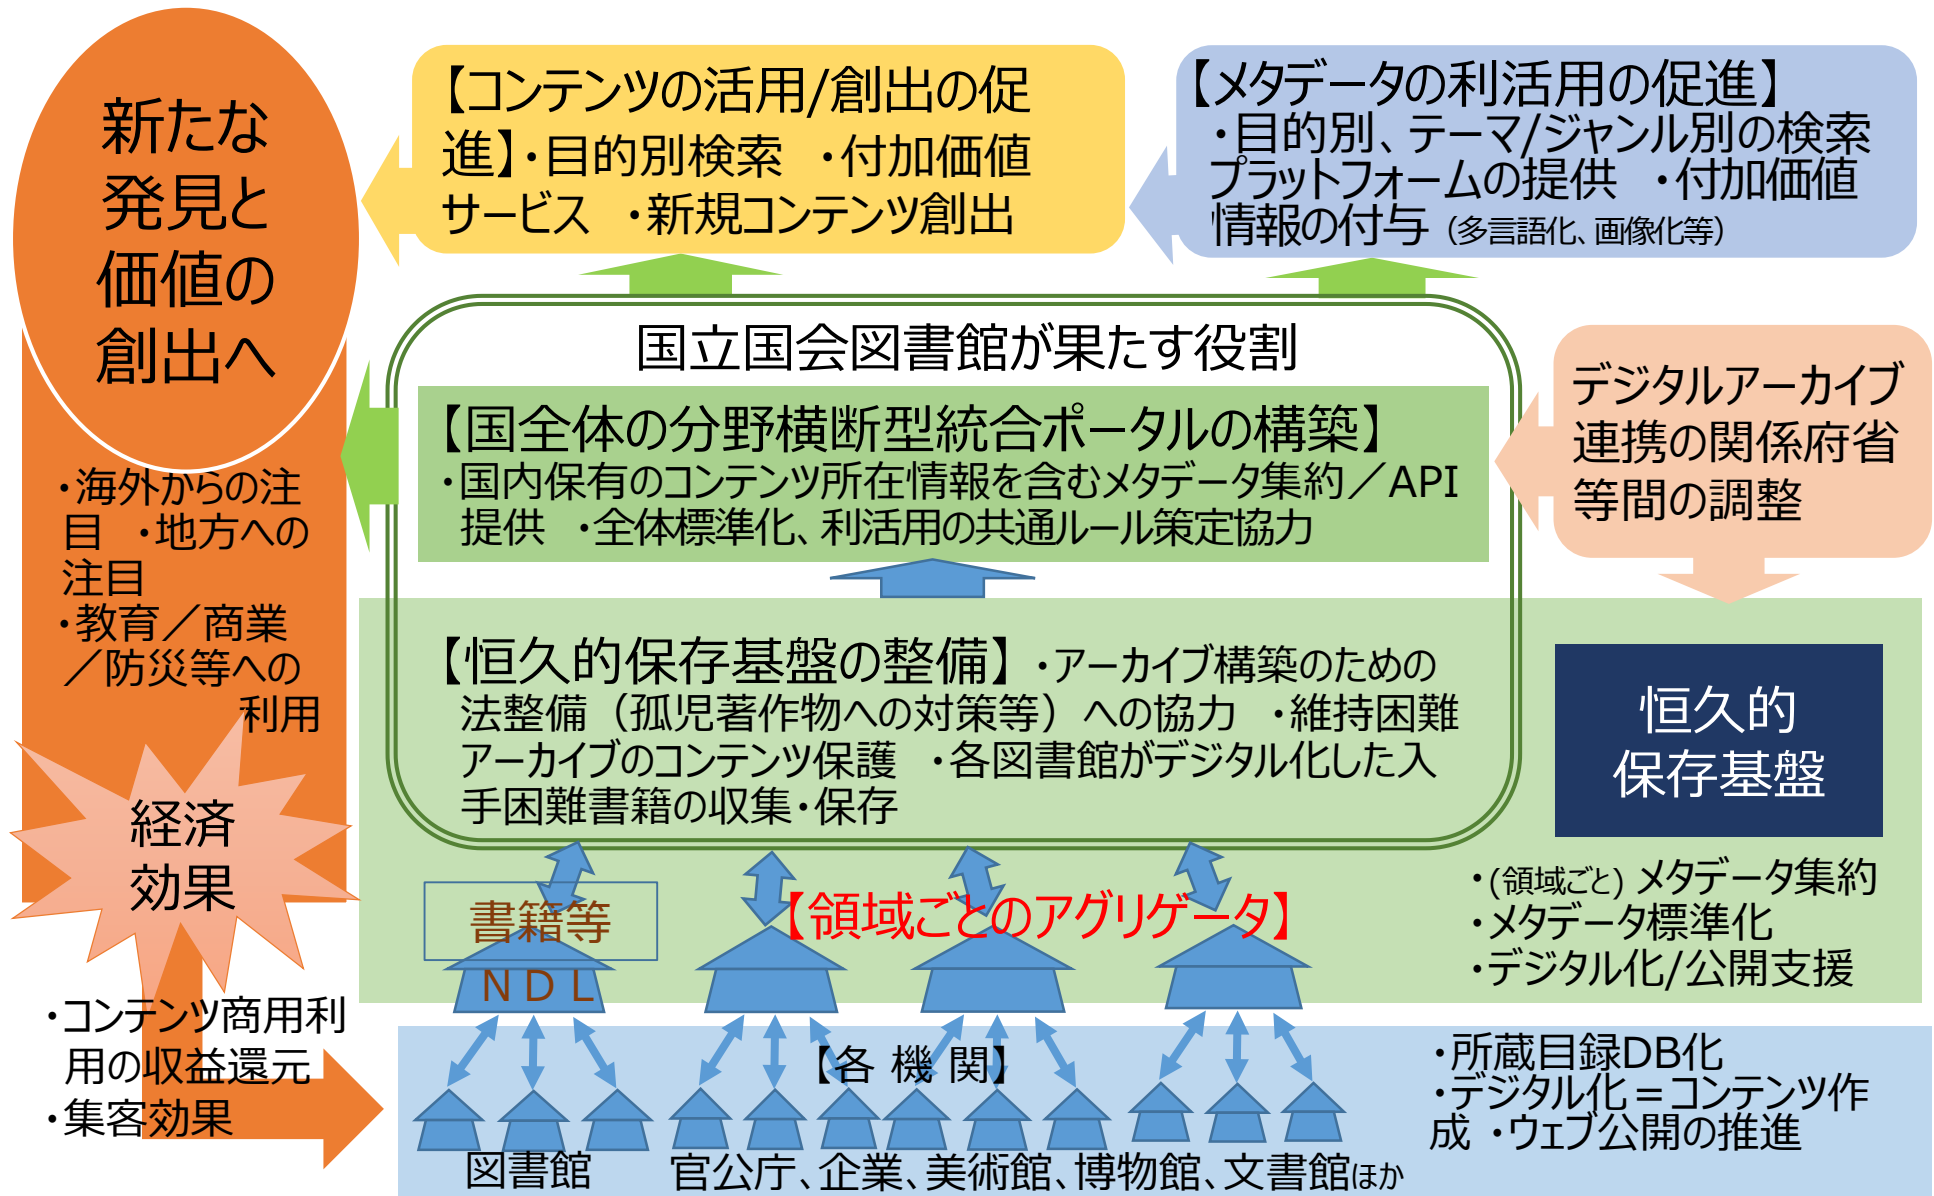 新たな
発見と
価値の
創出へ
【コンテンツの活用/創出の促
進】・目的別検索　・付加価値
サービス　・新規コンテンツ創出
【メタデータの利活用の促進】
・目的別、テーマ/ジャンル別の検索
プラットフォームの提供　・付加価値
情報の付与（多言語化、画像化等）
国立国会図書館が果たす役割
【国全体の分野横断型統合ポータルの構築】
・国内保有のコンテンツ所在情報を含むメタデータ集約／API
提供　・全体標準化、利活用の共通ルール策定協力
デジタルアーカイブ
連携の関係府省
等間の調整
・海外からの注
目　・地方への
注目
・教育／商業
／防災等への
利用
【恒久的保存基盤の整備】・アーカイブ構築のための
法整備（孤児著作物への対策等）への協力　・維持困難
アーカイブのコンテンツ保護　・各図書館がデジタル化した入
手困難書籍の収集・保存
恒久的
保存基盤
・(領域ごと) メタデータ集約
・メタデータ標準化
・デジタル化/公開支援
経済
効果
書籍等
ＮＤＬ
【領域ごとのアグリゲータ】
・コンテンツ商用利
用の収益還元
・集客効果
【各 機 関】
・所蔵目録DB化
・デジタル化＝コンテンツ作
成 ・ウェブ公開の推進
図書館
官公庁、企業、美術館、博物館、文書館ほか